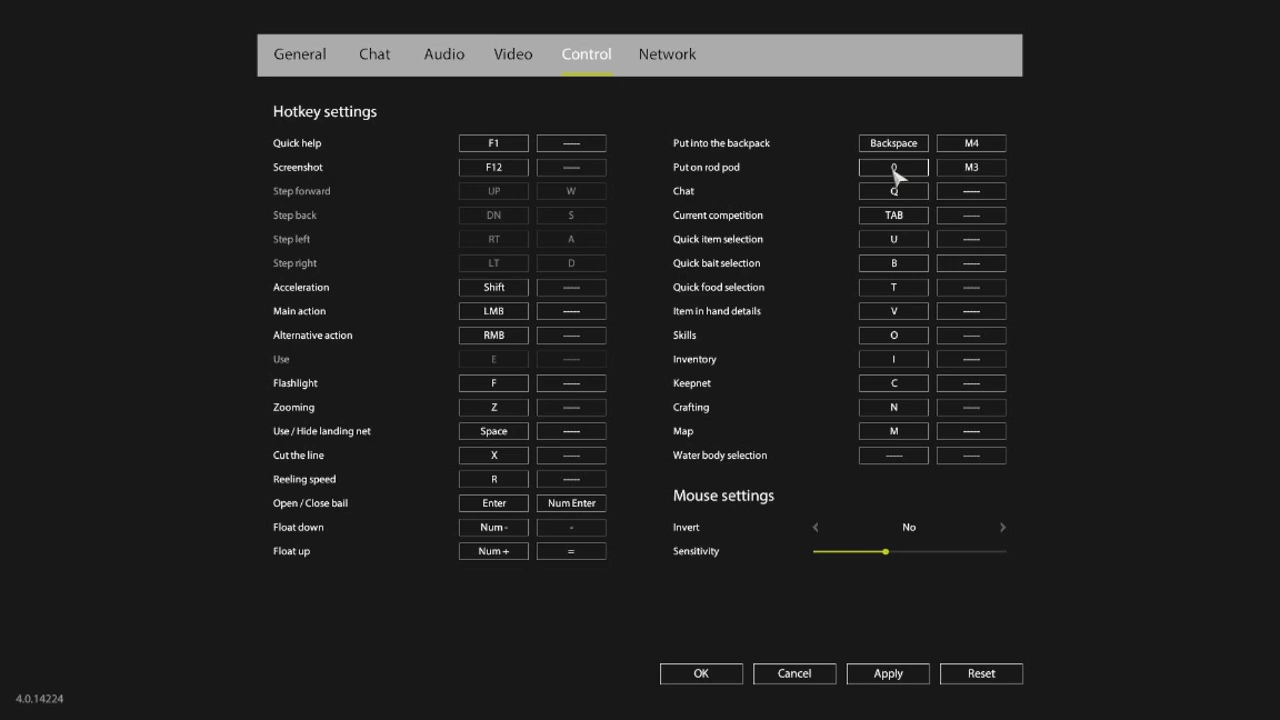 General Chat Audio Video Control Network
Hotkey settings
Quick help F1 -----
Screenshot F12 -----
Step forward UP W
Step back DN S
Step left RT A
Step right LT D
Acceleration Shift -----
Main action LMB -----
Alternative action RMB -----
Use E -----
Flashlight F -----
Zooming Z -----
Use / Hide landing net Space -----
Cut the line X -----
Reeling speed R -----
Open / Close bail Enter Num Enter
Float down Num - -
Float up Num + =
Put into the backpack Backspace M4
Put on rod pod 0 M3
Chat Q -----
Current competition TAB -----
Quick item selection U -----
Quick bait selection B -----
Quick food selection T -----
Item in hand details V -----
Skills O -----
Inventory I -----
Keepnet C -----
Crafting N -----
Map M -----
Water body selection ----- -----
Mouse settings
Invert No
Sensitivity
OK Cancel Apply Reset
4.0.14224